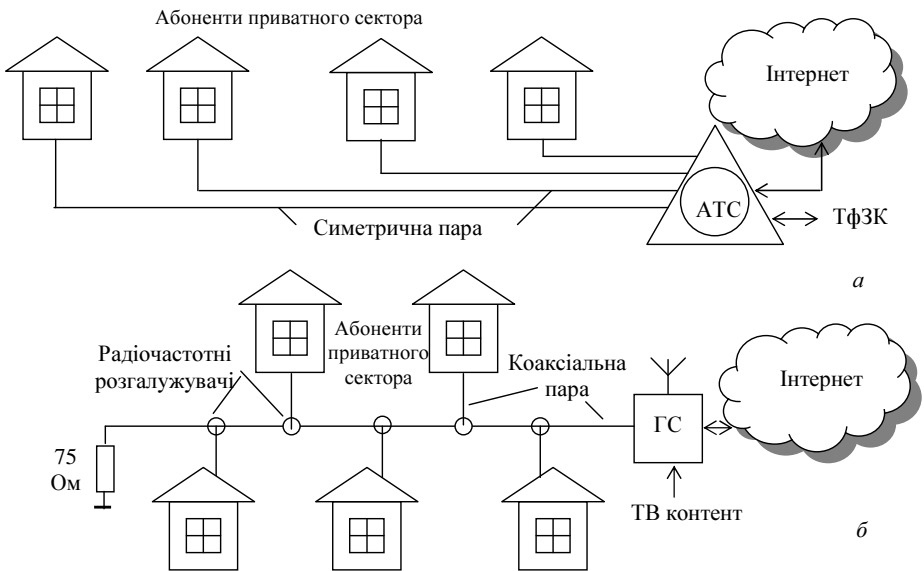 Абоненти приватного сектора
Інтернет
АТС
ТфЗК
Симетрична пара
а
Абоненти
приватного
сектора
Радіочастотні
розгалужувачі
Коаксіальна
пара
Інтернет
ГС
75
Ом
ТВ контент
б